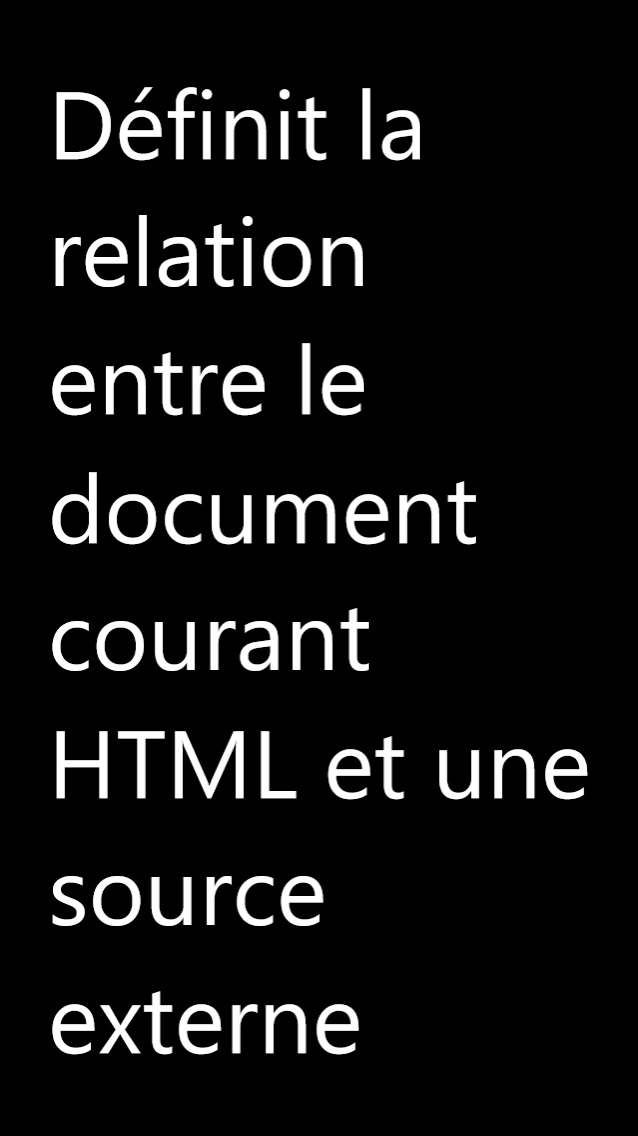 Définit la
relation
entre le
document
courant
HTML et une
source
externe